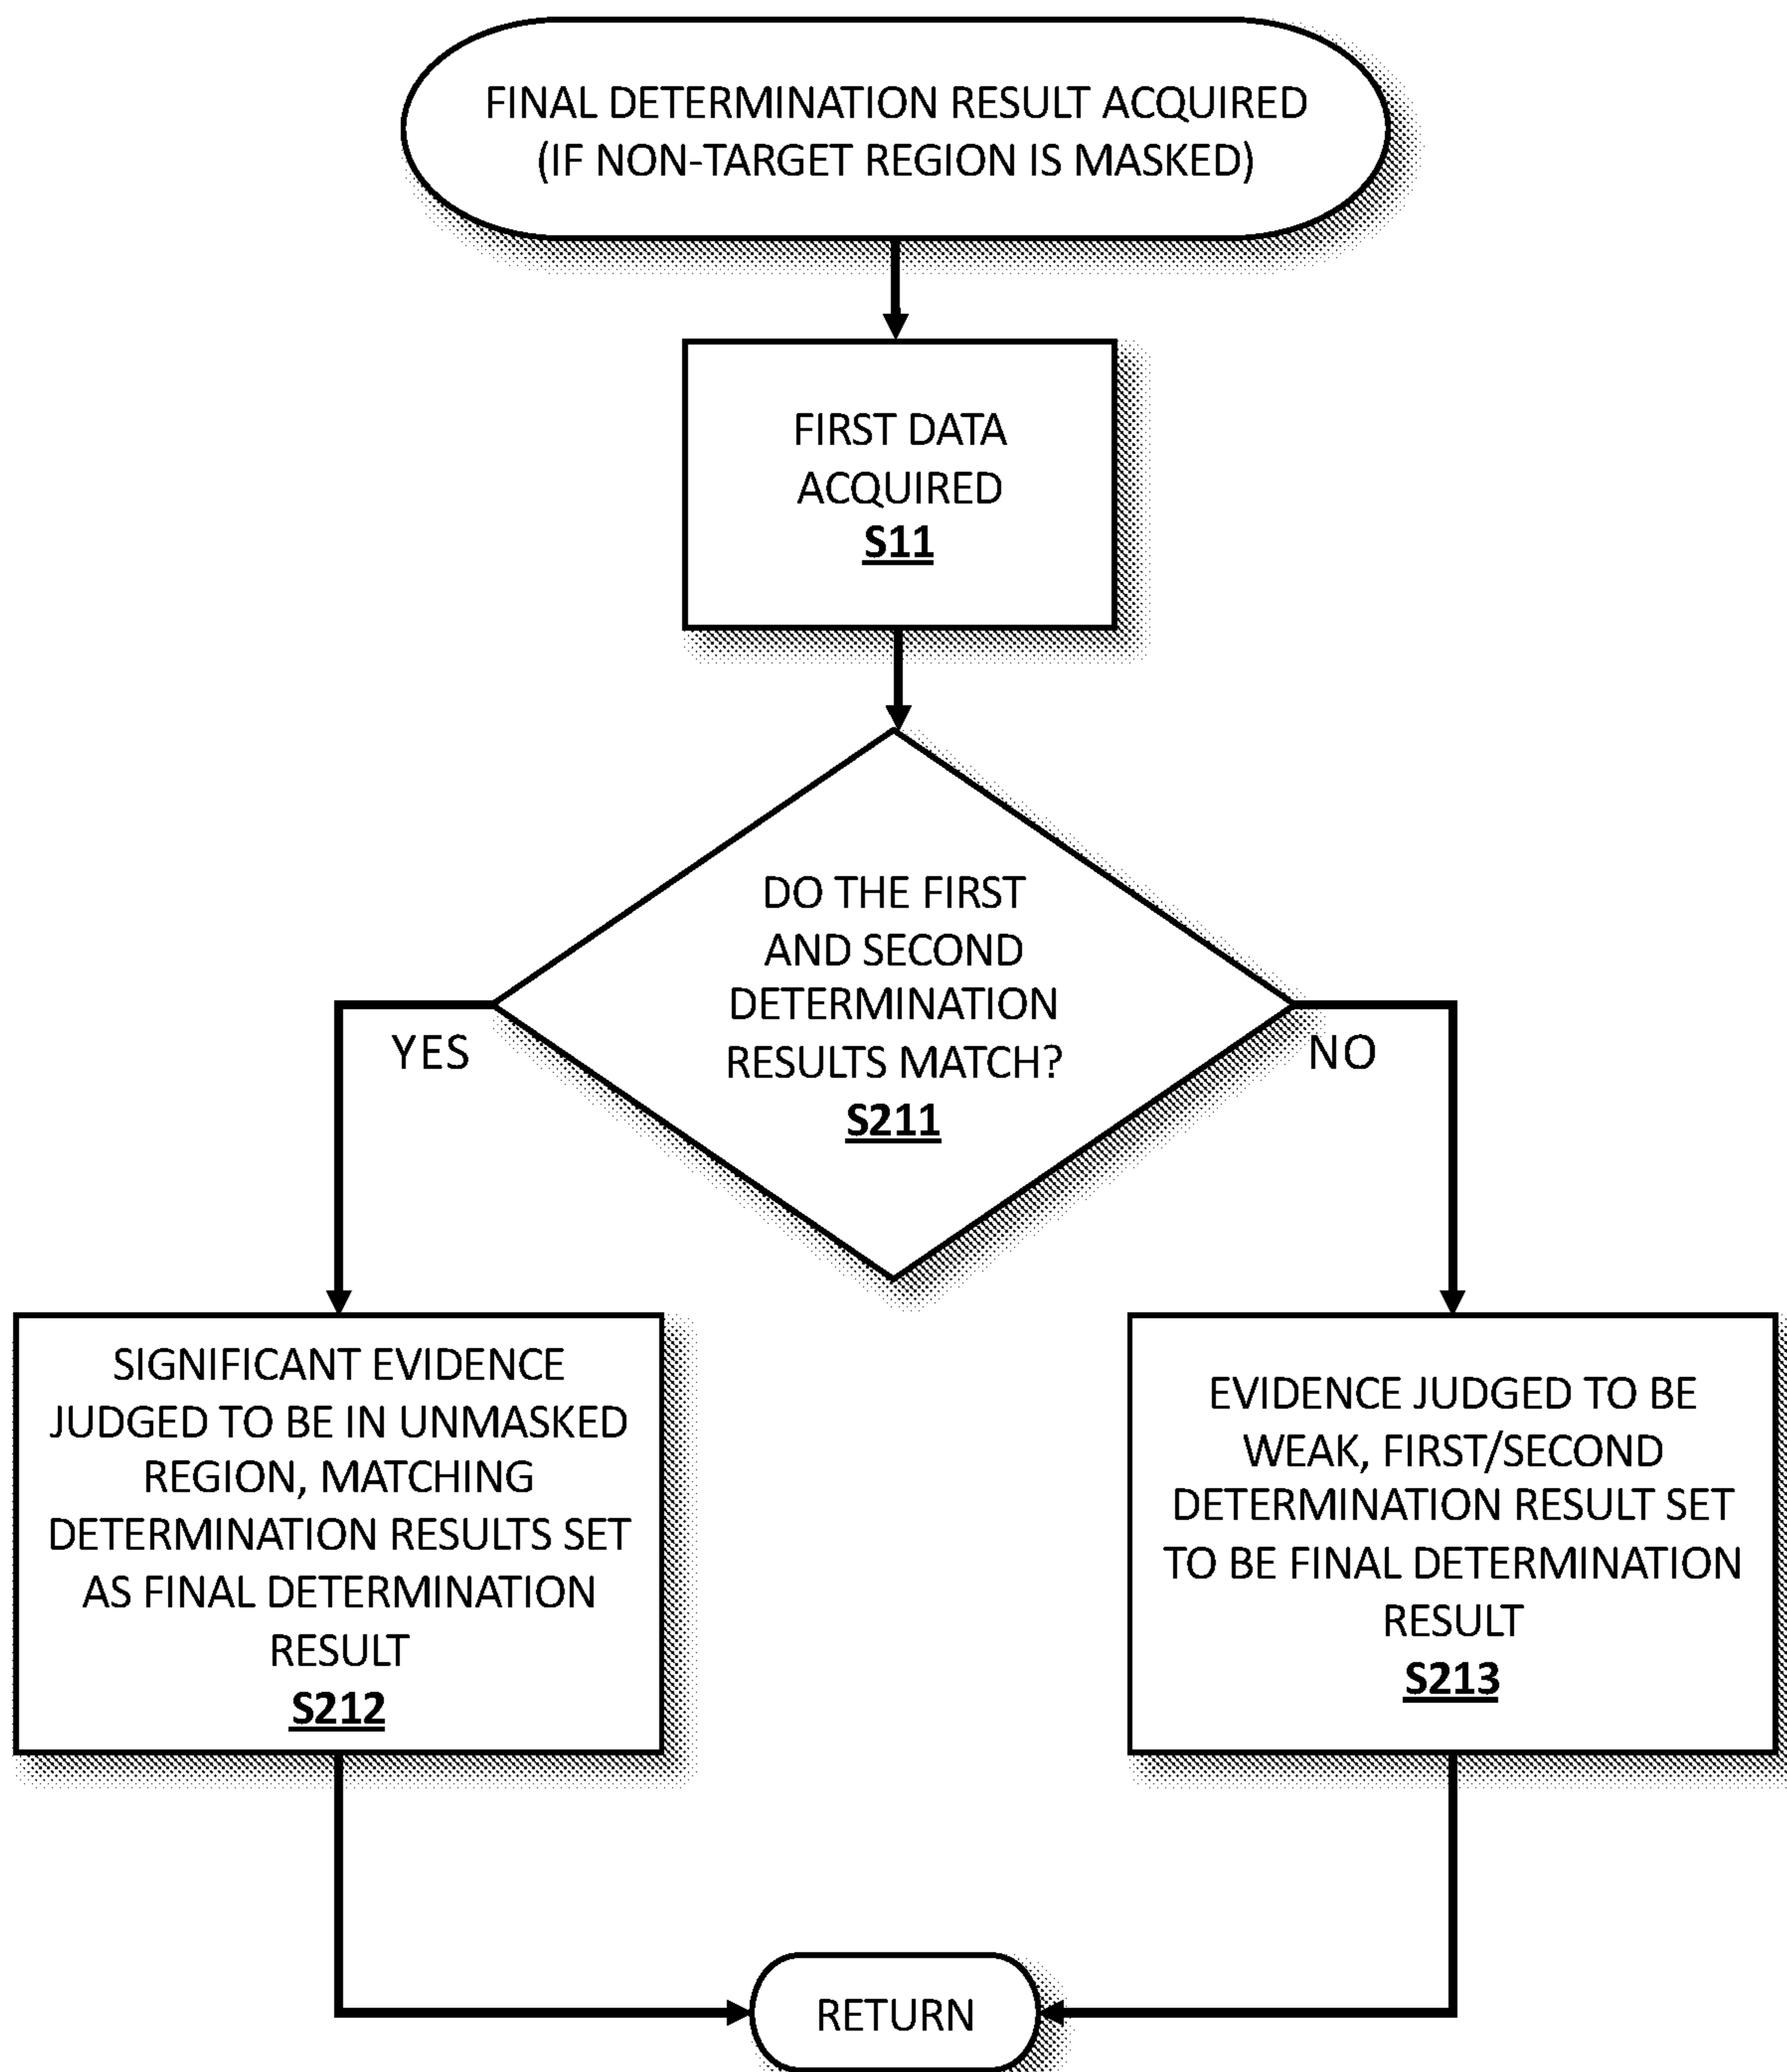 FINAL DETERMINATION RESULT ACQUIRED
(IF NON-TARGET REGION IS MASKED)
FIRST DATA
ACQUIRED
S11
DO THE FIRST
AND SECOND
DETERMINATION
RESULTS MATCH?
S211
YES
NO
SIGNIFICANT EVIDENCE
JUDGED TO BE IN UNMASKED
REGION, MATCHING
DETERMINATION RESULTS SET
AS FINAL DETERMINATION
RESULT
S212
EVIDENCE JUDGED TO BE
WEAK, FIRST/SECOND
DETERMINATION RESULT SET
TO BE FINAL DETERMINATION
RESULT
S213
RETURN